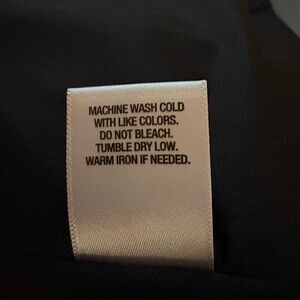 MACHINE WASH COLD
WITH LIKE COLORS.
DO NOT BLEACH.
TUMBLE DRY LOW.
WARM IRON IF NEEDED.